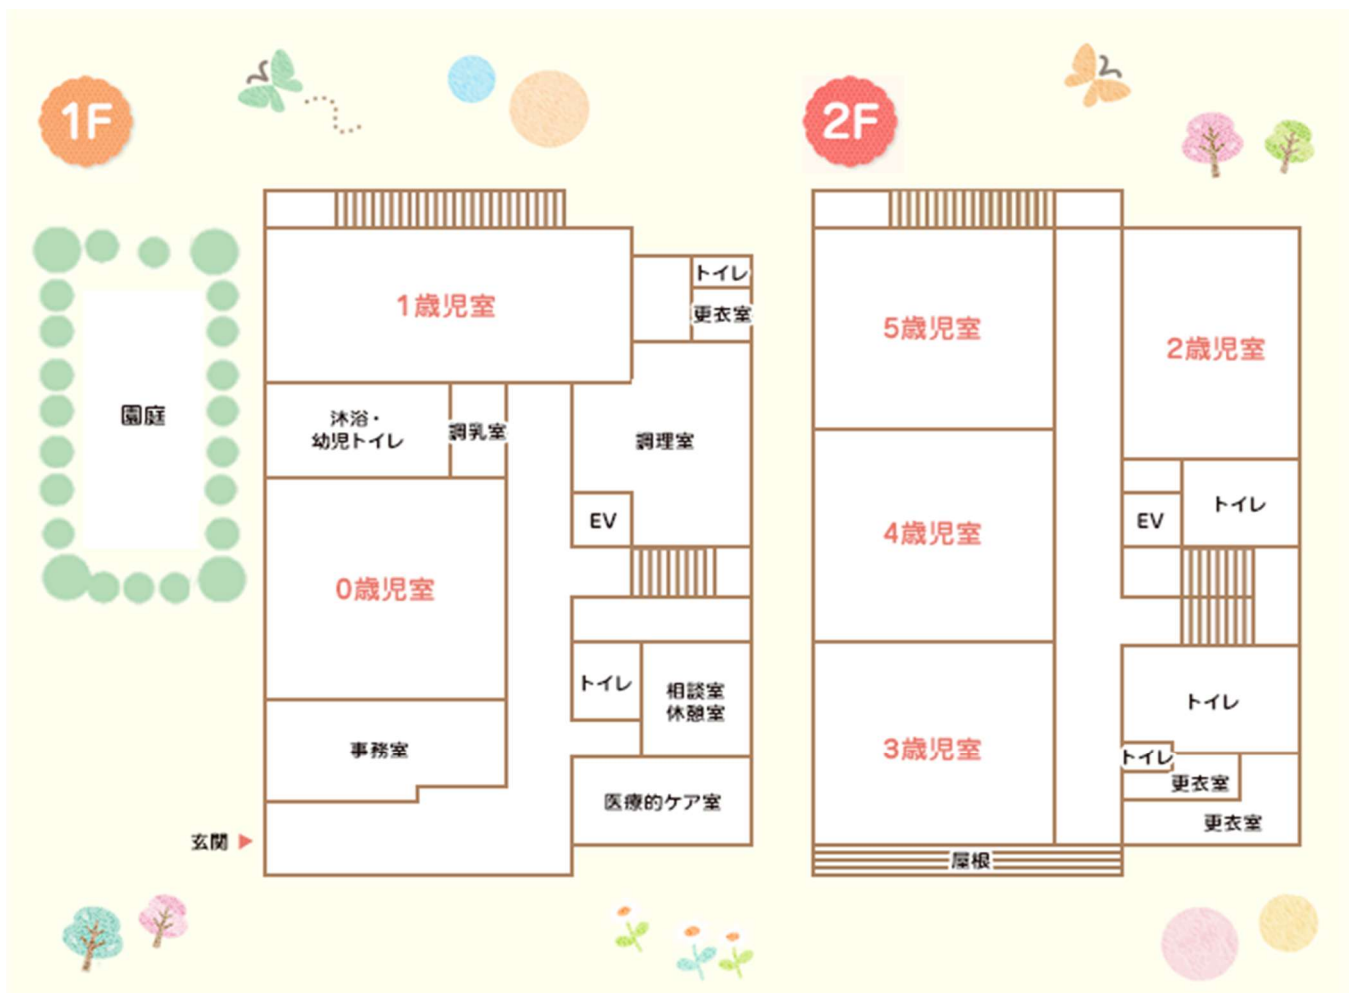 1F
トイレ
更衣室
1歳児室
園庭
沐浴・
幼児トイレ
調乳室
調理室
EV
0歳児室
トイレ
相談室
休憩室
事務室
医療的ケア室
玄関
2F
5歳児室
2歳児室
4歳児室
EV
トイレ
3歳児室
トイレ
トイレ
更衣室
更衣室
屋根